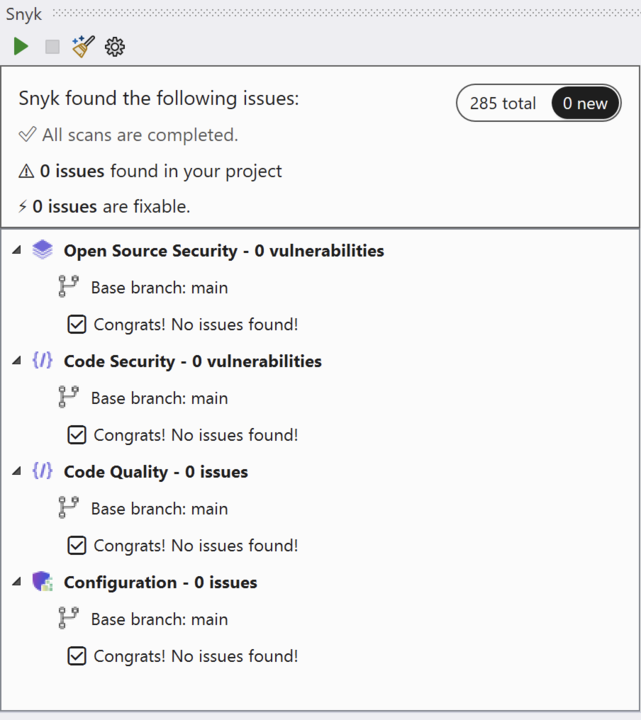 Snyk
Snyk found the following issues:
285 total
0 new
All scans are completed.
0 issues found in your project
0 issues are fixable.
Open Source Security - 0 vulnerabilities
Base branch: main
Congrats! No issues found!
Code Security - 0 vulnerabilities
Base branch: main
Congrats! No issues found!
Code Quality - 0 issues
Base branch: main
Congrats! No issues found!
Configuration - 0 issues
Base branch: main
Congrats! No issues found!